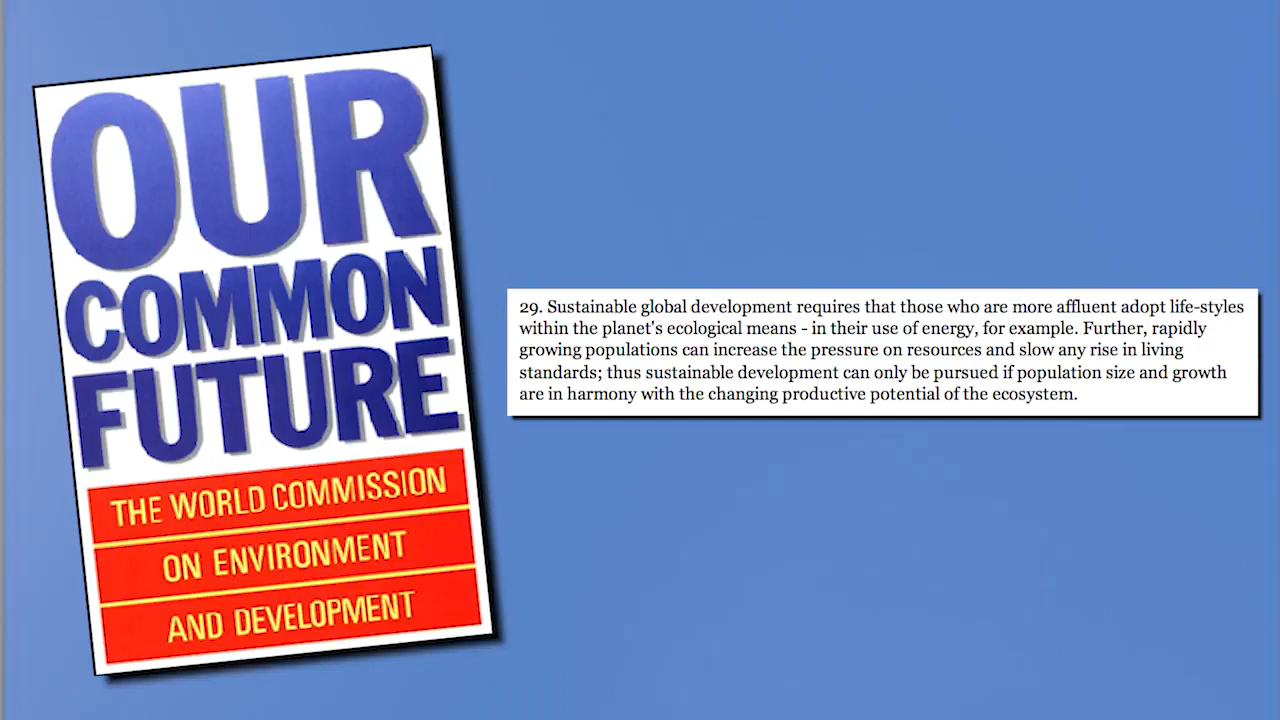 OUR
COMMON
FUTURE
THE WORLD COMMISSION
ON ENVIRONMENT
AND DEVELOPMENT
29. Sustainable global development requires that those who are more affluent adopt life-styles
within the planet's ecological means - in their use of energy, for example. Further, rapidly
growing populations can increase the pressure on resources and slow any rise in living
standards; thus sustainable development can only be pursued if population size and growth
are in harmony with the changing productive potential of the ecosystem.